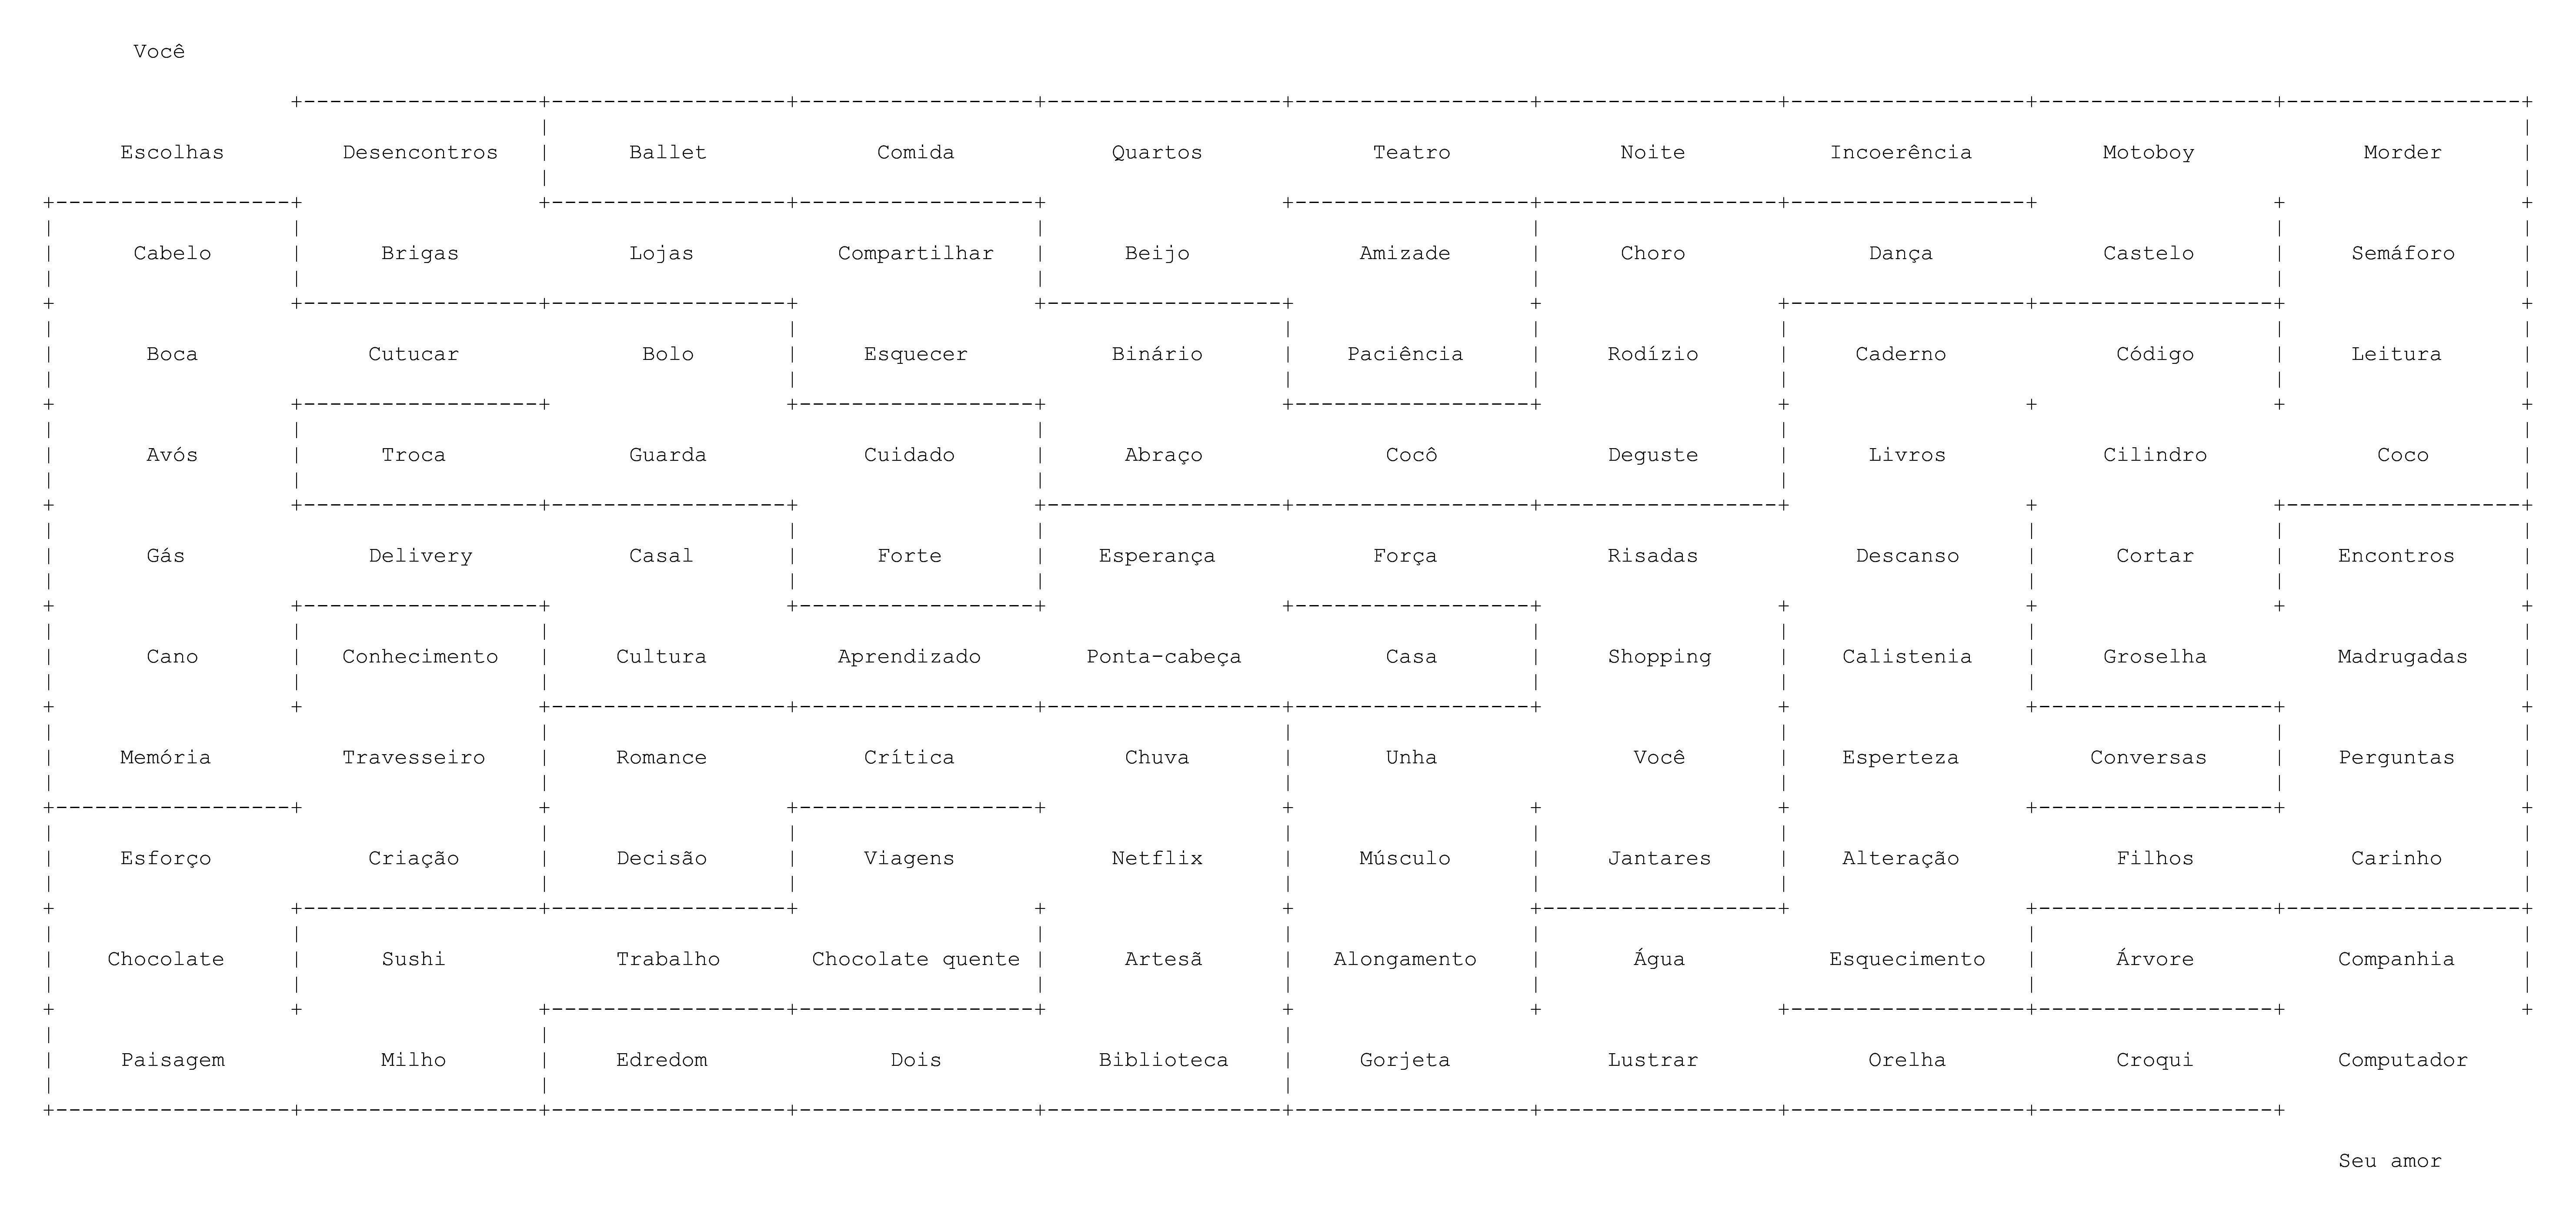 Você
Escolhas Desencontros Ballet Comida Quartos Teatro Noite Incoerência Motoboy Morder
Cabelo Brigas Lojas Compartilhar Beijo Amizade Choro Dança Castelo Semáforo
Boca Cutucar Bolo Esquecer Binário Paciência Rodízio Caderno Código Leitura
Avós Troca Guarda Cuidado Abraço Cocô Deguste Livros Cilindro Coco
Gás Delivery Casal Forte Esperança Força Risadas Descanso Cortar Encontros
Cano Conhecimento Cultura Aprendizado Ponta-cabeça Casa Shopping Calistenia Groselha Madrugadas
Memória Travesseiro Romance Crítica Chuva Unha Você Esperteza Conversas Perguntas
Esforço Criação Decisão Viagens Netflix Músculo Jantares Alteração Filhos Carinho
Chocolate Sushi Trabalho Chocolate quente Artesã Alongamento Água Esquecimento Árvore Companhia
Paisagem Milho Edredom Dois Biblioteca Gorjeta Lustrar Orelha Croqui Computador
Seu amor